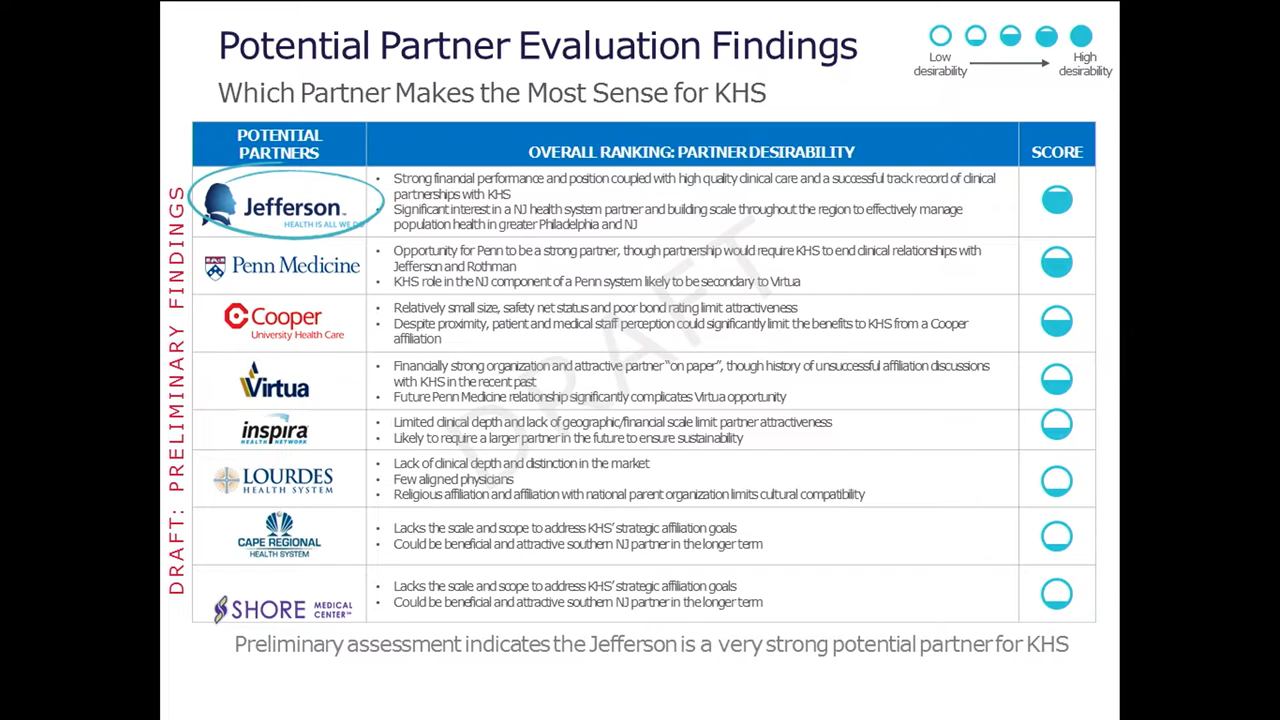 Potential Partner Evaluation Findings
Low
desirability
High
desirability
Which Partner Makes the Most Sense for KHS
POTENTIAL
PARTNERS
OVERALL RANKING: PARTNER DESIRABILITY
SCORE
Jefferson™
HEALTH IS ALL WE DO
• Strong financial performance and position coupled with high quality clinical care and a successful track record of clinical
partnerships with KHS
• Significant interest in a NJ health system partner and building scale throughout the region to effectively manage
population health in greater Philadelphia and NJ
Penn Medicine
• Opportunity for Penn to be a strong partner, though partnership would require KHS to end clinical relationships with
Jefferson and Rothman
• KHS role in the NJ component of a Penn system likely to be secondary to Virtua
Cooper
University Health Care
• Relatively small size, safety net status and poor bond rating limit attractiveness
• Despite proximity, patient and medical staff perception could significantly limit the benefits to KHS from a Cooper
affiliation
Virtua
• Financially strong organization and attractive partner “on paper”, though history of unsuccessful affiliation discussions
with KHS in the recent past
• Future Penn Medicine relationship significantly complicates Virtua opportunity
inspira
HEALTH NETWORK
• Limited clinical depth and lack of geographic/financial scale limit partner attractiveness
• Likely to require a larger partner in the future to ensure sustainability
LOURDES
HEALTH SYSTEM
• Lack of clinical depth and distinction in the market
• Few aligned physicians
• Religious affiliation and affiliation with national parent organization limits cultural compatibility
CAPE REGIONAL
HEALTH SYSTEM
• Lacks the scale and scope to address KHS’ strategic affiliation goals
• Could be beneficial and attractive southern NJ partner in the longer term
SHORE MEDICAL
CENTER™
• Lacks the scale and scope to address KHS’ strategic affiliation goals
• Could be beneficial and attractive southern NJ partner in the longer term
DRAFT: PRELIMINARY FINDINGS
DRAFT
Preliminary assessment indicates the Jefferson is a very strong potential partner for KHS